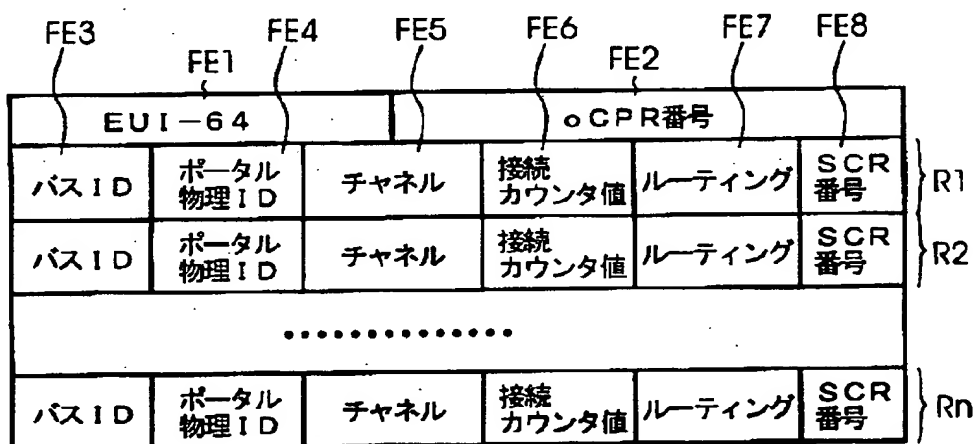 FE3 FE4 FE5 FE6 FE7 FE8
FE1 FE2
EUI-64 oCPR番号
バスID ポータル物理ID チャネル 接続カウンタ値 ルーティング SCR番号 R1
バスID ポータル物理ID チャネル 接続カウンタ値 ルーティング SCR番号 R2
••••••••••••••
バスID ポータル物理ID チャネル 接続カウンタ値 ルーティング SCR番号 Rn